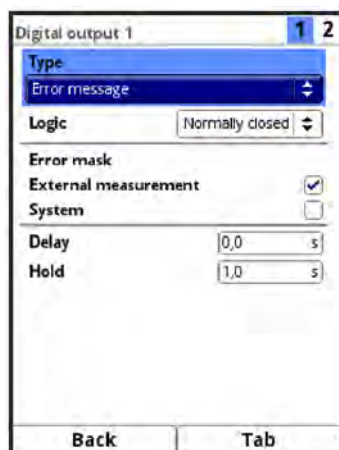 Digital output 1 1 2
Type
Error message
Logic Normally closed
Error mask
External measurement
System
Delay 0,0 s
Hold 1,0 s
Back Tab